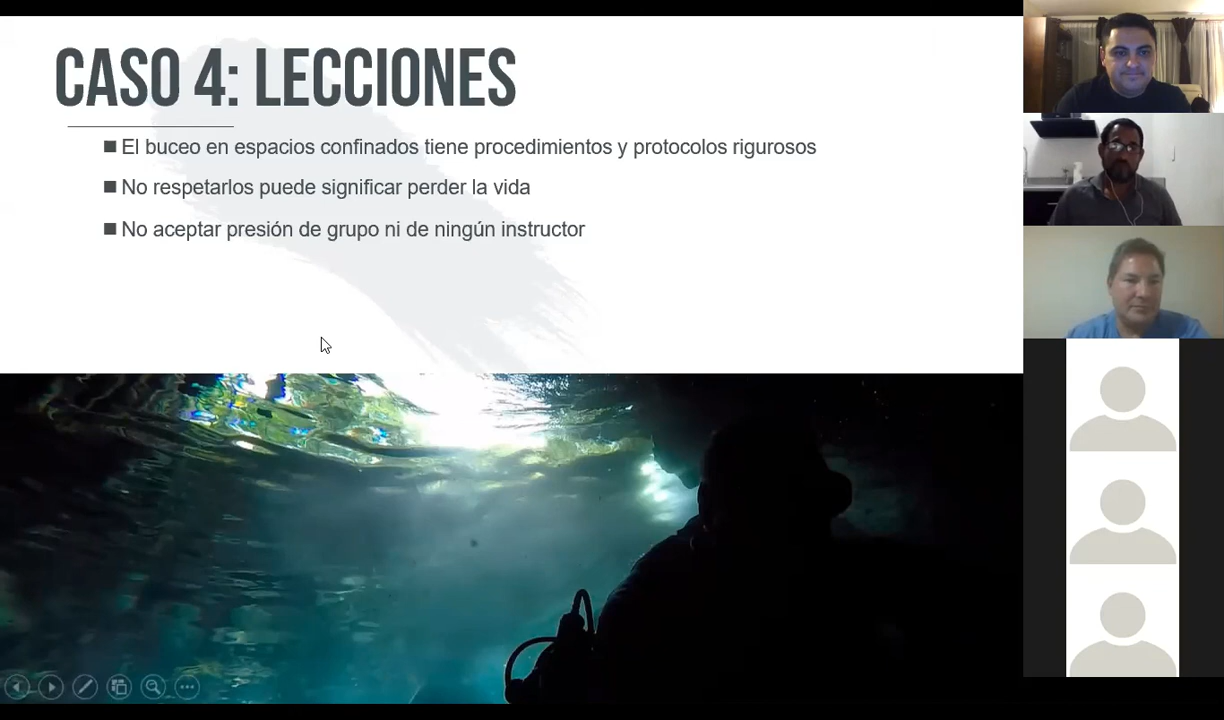 CASO 4: LECCIONES
El buceo en espacios confinados tiene procedimientos y protocolos rigurosos
No respetarlos puede significar perder la vida
No aceptar presión de grupo ni de ningún instructor